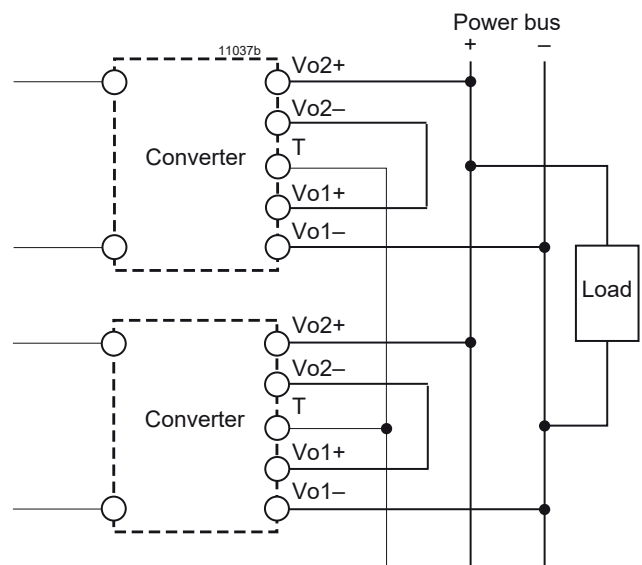 Power bus
+ –
11037b
Vo2+
Vo2–
Converter
T
Vo1+
Vo1–
Load
Vo2+
Vo2–
Converter
T
Vo1+
Vo1–